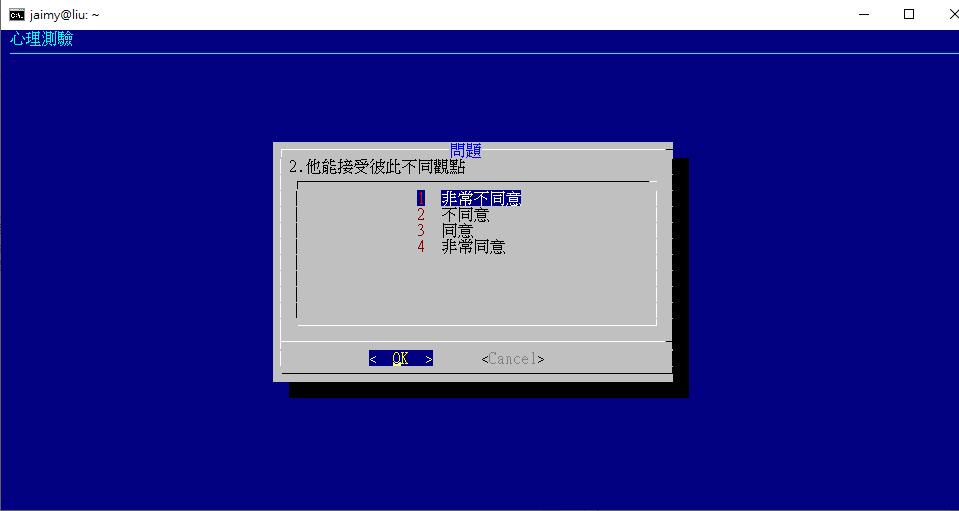 jaimy@liu: ~
心理測驗
問題
2.他能接受彼此不同觀點
1 非常不同意
2 不同意
3 同意
4 非常同意
< OK > <Cancel>